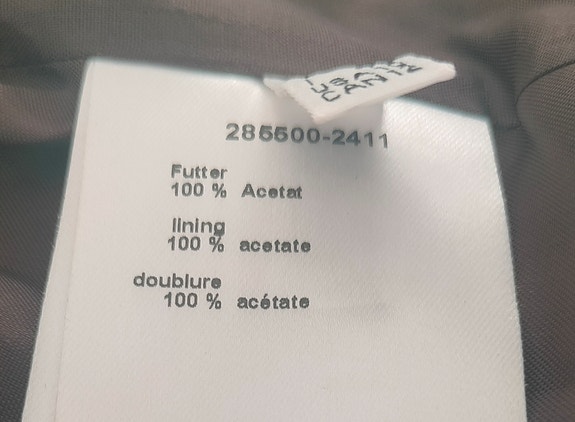 285500-2411
Futter
100 % Acetat
lining
100 % acetate
doublure
100 % acétate